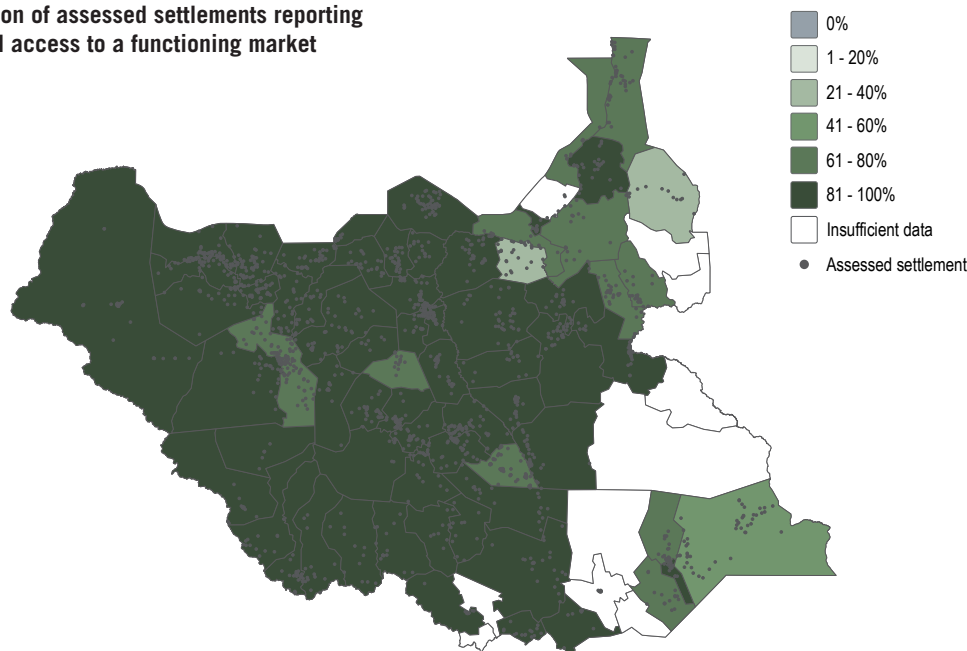 on of assessed settlements reporting
access to a functioning market
0%
1 - 20%
21 - 40%
41 - 60%
61 - 80%
81 - 100%
Insufficient data
Assessed settlement